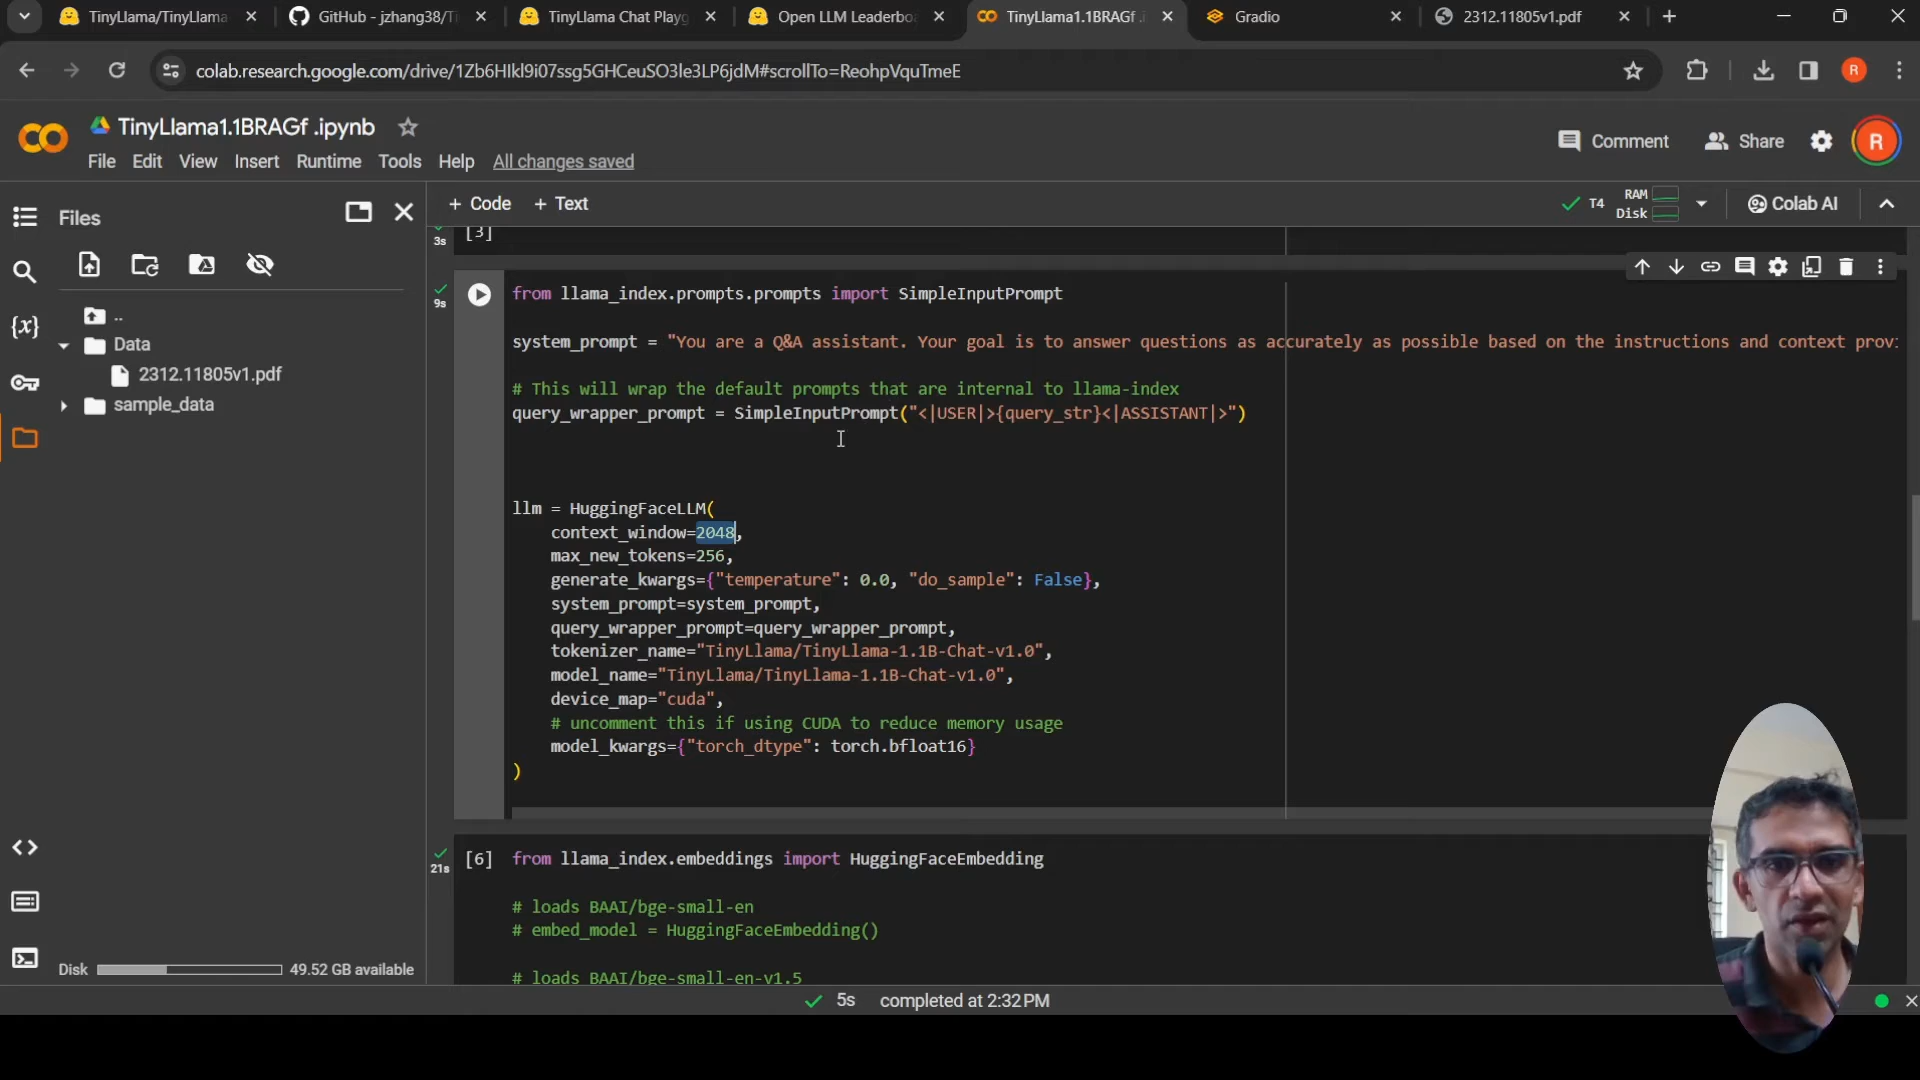 TinyLlama/TinyLlama
GitHub - jzhang38/Ti
TinyLlama Chat Playg
Open LLM Leaderboa
TinyLlama1.1BRAGf .i
Gradio
2312.11805v1.pdf
colab.research.google.com/drive/1Zb6HIkl9i07ssg5GHCeuSO3le3LP6jdM#scrollTo=ReohpVquTmeE
R
CO
TinyLlama1.1BRAGf .ipynb
Comment
Share
R
File Edit View Insert Runtime Tools Help All changes saved
Files
+ Code + Text
T4
RAM
Disk
Colab AI
3s
[3]
..
Data
2312.11805v1.pdf
sample_data
{x}
9s
from llama_index.prompts.prompts import SimpleInputPrompt
system_prompt = "You are a Q&A assistant. Your goal is to answer questions as accurately as possible based on the instructions and context provi
# This will wrap the default prompts that are internal to llama-index
query_wrapper_prompt = SimpleInputPrompt("<|USER|>{query_str}<|ASSISTANT|>")
llm = HuggingFaceLLM(
context_window=2048,
max_new_tokens=256,
generate_kwargs={"temperature": 0.0, "do_sample": False},
system_prompt=system_prompt,
query_wrapper_prompt=query_wrapper_prompt,
tokenizer_name="TinyLlama/TinyLlama-1.1B-Chat-v1.0",
model_name="TinyLlama/TinyLlama-1.1B-Chat-v1.0",
device_map="cuda",
# uncomment this if using CUDA to reduce memory usage
model_kwargs={"torch_dtype": torch.bfloat16}
)
21s
[6] from llama_index.embeddings import HuggingFaceEmbedding
# loads BAAI/bge-small-en
# embed_model = HuggingFaceEmbedding()
# loads BAAI/bge-small-en-v1.5
Disk 49.52 GB available
5s completed at 2:32 PM